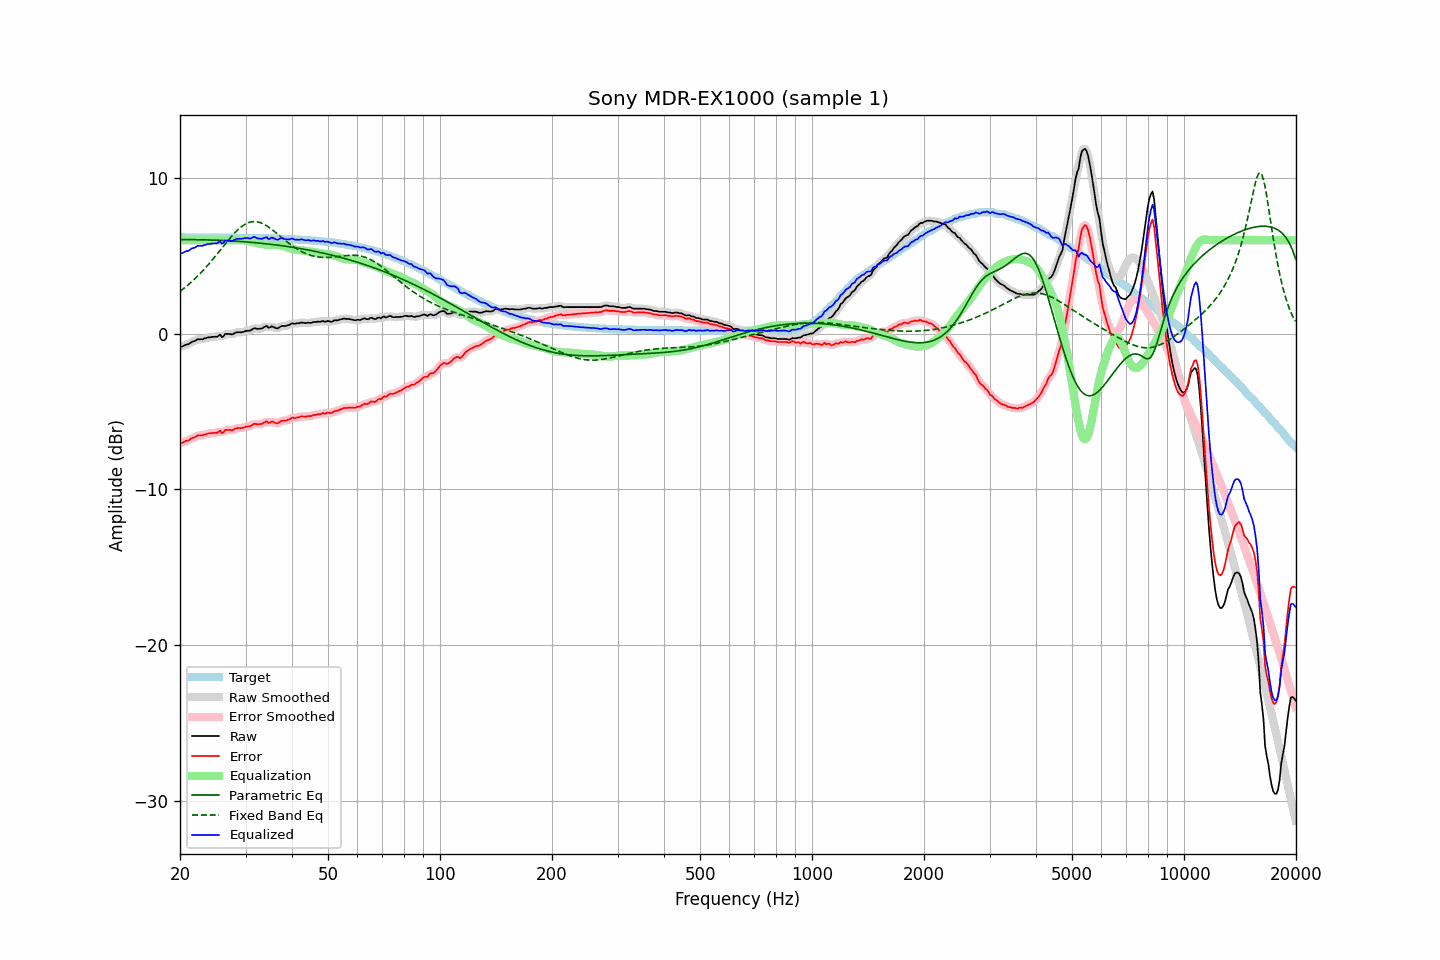 Sony MDR-EX1000 (sample 1)
Amplitude (dBr)
10
0
−10
−20
−30
Target
Raw Smoothed
Error Smoothed
Raw
Error
Equalization
Parametric Eq
Fixed Band Eq
Equalized
20 50 100 200 500 1000 2000 5000 10000 20000
Frequency (Hz)